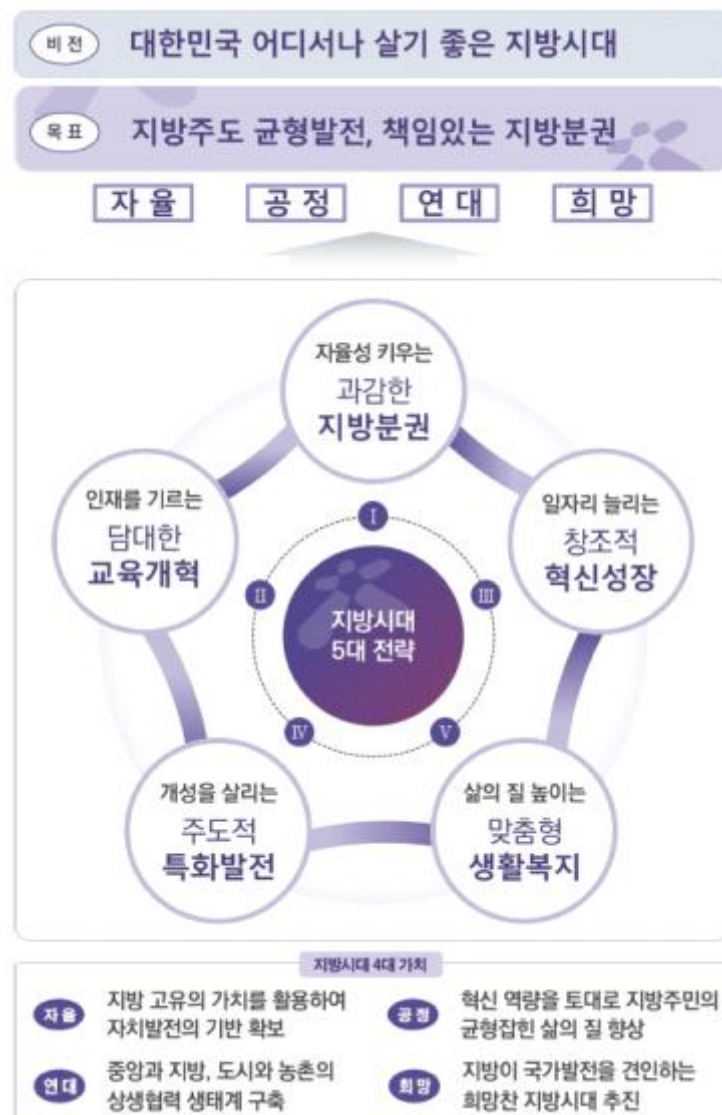 비전 대한민국 어디서나 살기 좋은 지방시대
목표 지방주도 균형발전, 책임있는 지방분권
자율 공정 연대 희망
자율성 키우는
과감한
지방분권
인재를 기르는
담대한
교육개혁
일자리 늘리는
창조적
혁신성장
I
II
III
지방시대
5대 전략
IV
V
개성을 살리는
주도적
특화발전
삶의 질 높이는
맞춤형
생활복지
지방시대 4대 가치
자율
지방 고유의 가치를 활용하여
자치발전의 기반 확보
공정
혁신 역량을 토대로 지방주민의
균형잡힌 삶의 질 향상
연대
중앙과 지방, 도시와 농촌의
상생협력 생태계 구축
희망
지방이 국가발전을 견인하는
희망찬 지방시대 추진